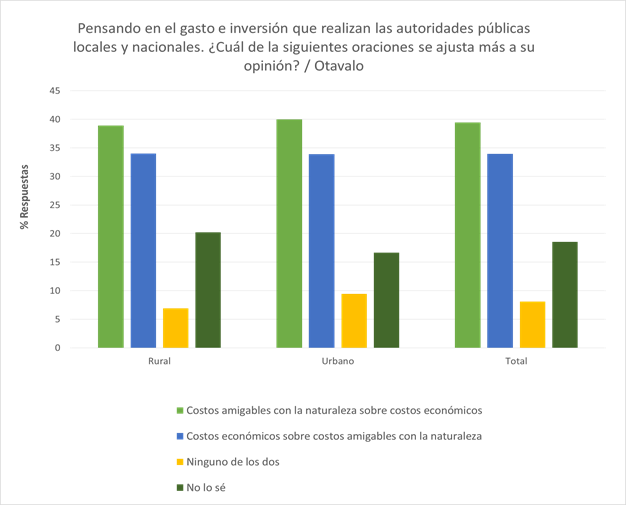 Pensando en el gasto e inversión que realizan las autoridades públicas
locales y nacionales. ¿Cuál de la siguientes oraciones se ajusta más a su
opinión? / Otavalo
45
40
35
30
25
20
15
10
5
0
% Respuestas
Rural
Urbano
Total
Costos amigables con la naturaleza sobre costos económicos
Costos económicos sobre costos amigables con la naturaleza
Ninguno de los dos
No lo sé